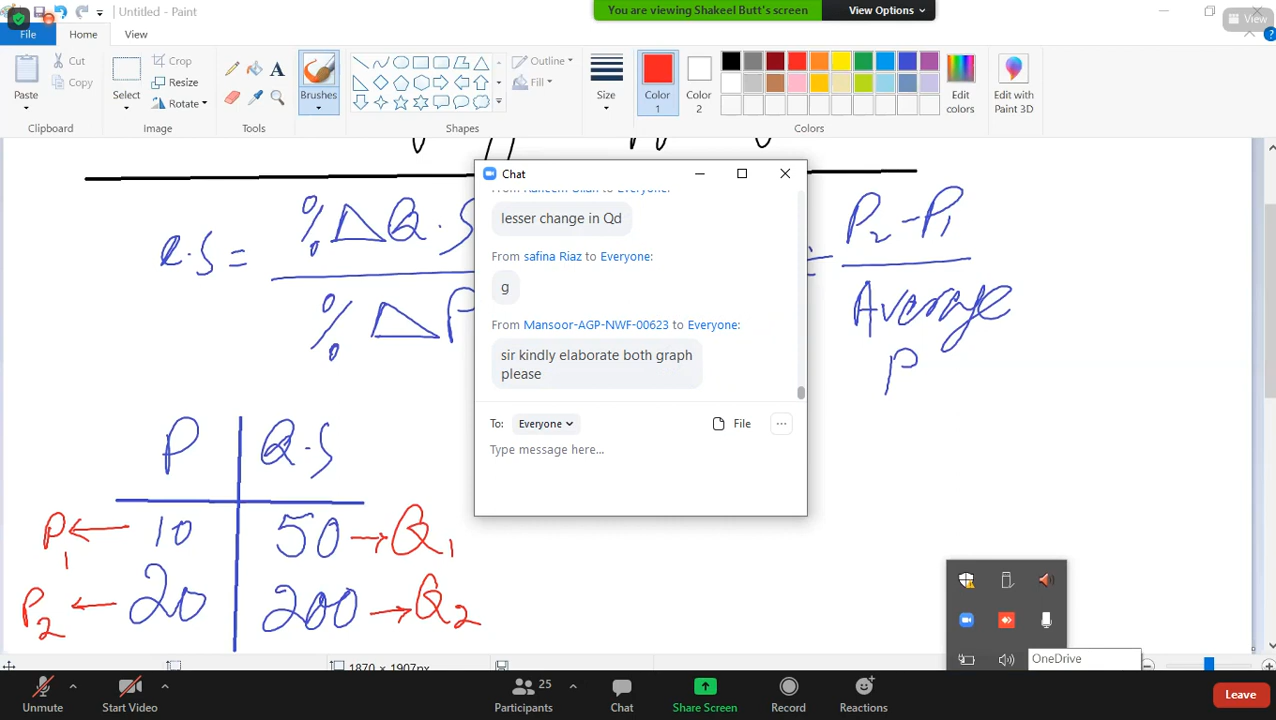 Untitled - Paint
You are viewing Shakeel Butt's screen
View Options
View
File
Home
View
Paste
Cut
Copy
Clipboard
Select
Crop
Resize
Rotate
Image
Tools
Brushes
Shapes
Outline
Fill
Size
Color 1
Color 2
Edit colors
Edit with Paint 3D
Colors
e.S = %ΔQ.S
%ΔP
= P2 - P1
Average
P
P Q.S
P1 ← 10 50 → Q1
P2 ← 20 200 → Q2
Chat
lesser change in Qd
From safina Riaz to Everyone:
g
From Mansoor-AGP-NWF-00623 to Everyone:
sir kindly elaborate both graph
please
To: Everyone
File
Type message here...
OneDrive
1870 × 1907px
Unmute
Start Video
25
Participants
Chat
Share Screen
Record
Reactions
Leave